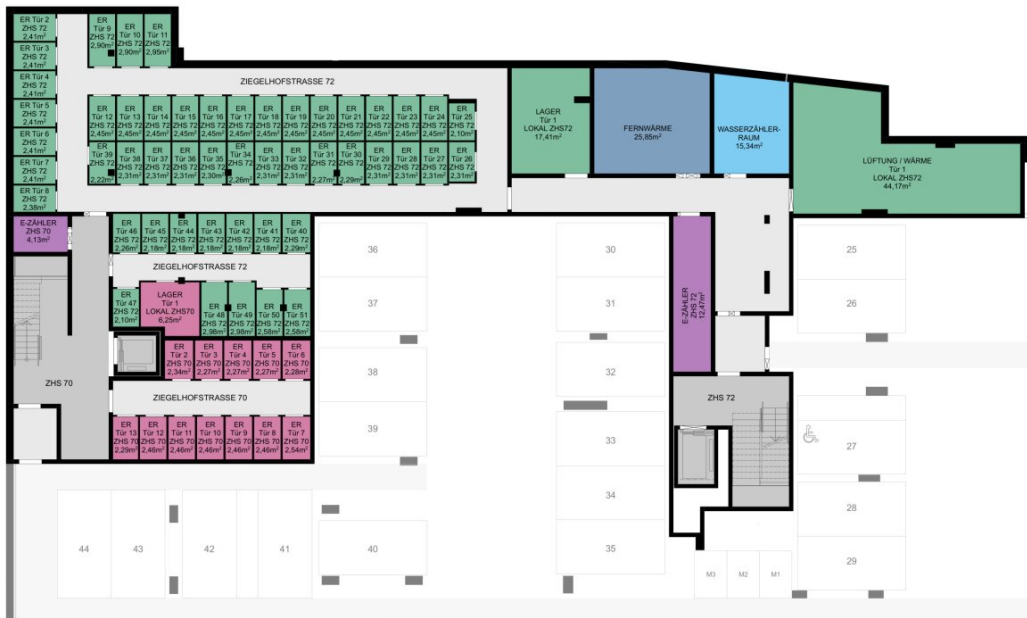 ER Tür 2
ZHS 72
2,41m²
ER Tür 3
ZHS 72
2,41m²
ER Tür 4
ZHS 72
2,41m²
ER Tür 5
ZHS 72
2,41m²
ER Tür 6
ZHS 72
2,41m²
ER Tür 7
ZHS 72
2,41m²
ER Tür 8
ZHS 72
2,38m²
ER
Tür 9
ZHS 72
2,90m²
ER
Tür 10
ZHS 72
2,90m²
ER
Tür 11
ZHS 72
2,95m²
ZIEGELHOFSTRASSE 72
ER
Tür 12
ZHS 72
2,45m²
ER
Tür 13
ZHS 72
2,45m²
ER
Tür 14
ZHS 72
2,45m²
ER
Tür 15
ZHS 72
2,45m²
ER
Tür 16
ZHS 72
2,45m²
ER
Tür 17
ZHS 72
2,45m²
ER
Tür 18
ZHS 72
2,45m²
ER
Tür 19
ZHS 72
2,45m²
ER
Tür 20
ZHS 72
2,45m²
ER
Tür 21
ZHS 72
2,45m²
ER
Tür 22
ZHS 72
2,45m²
ER
Tür 23
ZHS 72
2,45m²
ER
Tür 24
ZHS 72
2,45m²
ER
Tür 25
ZHS 72
2,10m²
ER
Tür 39
ZHS 72
2,22m²
ER
Tür 38
ZHS 72
2,31m²
ER
Tür 37
ZHS 72
2,31m²
ER
Tür 36
ZHS 72
2,31m²
ER
Tür 35
ZHS 72
2,30m²
ER
Tür 34
ZHS 72
2,26m²
ER
Tür 33
ZHS 72
2,31m²
ER
Tür 32
ZHS 72
2,31m²
ER
Tür 31
ZHS 72
2,27m²
ER
Tür 30
ZHS 72
2,29m²
ER
Tür 29
ZHS 72
2,31m²
ER
Tür 28
ZHS 72
2,31m²
ER
Tür 27
ZHS 72
2,31m²
ER
Tür 26
ZHS 72
2,31m²
LAGER
Tür 1
LOKAL ZHS72
17,41m²
FERNWÄRME
25,85m²
WASSERZÄHLER-
RAUM
15,34m²
LÜFTUNG / WÄRME
Tür 1
LOKAL ZHS72
44,17m²
E-ZÄHLER
ZHS 70
4,13m²
ER
Tür 46
ZHS 72
2,26m²
ER
Tür 45
ZHS 72
2,18m²
ER
Tür 44
ZHS 72
2,18m²
ER
Tür 43
ZHS 72
2,18m²
ER
Tür 42
ZHS 72
2,18m²
ER
Tür 41
ZHS 72
2,18m²
ER
Tür 40
ZHS 72
2,29m²
ZIEGELHOFSTRASSE 72
ER
Tür 47
ZHS 72
2,10m²
LAGER
Tür 1
LOKAL ZHS70
6,25m²
ER
Tür 48
ZHS 72
2,98m²
ER
Tür 49
ZHS 72
2,98m²
ER
Tür 50
ZHS 72
2,58m²
ER
Tür 51
ZHS 72
2,58m²
ER
Tür 2
ZHS 70
2,34m²
ER
Tür 3
ZHS 70
2,27m²
ER
Tür 4
ZHS 70
2,27m²
ER
Tür 5
ZHS 70
2,27m²
ER
Tür 6
ZHS 70
2,28m²
ZHS 70
ZIEGELHOFSTRASSE 70
ER
Tür 13
ZHS 70
2,29m²
ER
Tür 12
ZHS 70
2,46m²
ER
Tür 11
ZHS 70
2,46m²
ER
Tür 10
ZHS 70
2,46m²
ER
Tür 9
ZHS 70
2,46m²
ER
Tür 8
ZHS 70
2,46m²
ER
Tür 7
ZHS 70
2,54m²
E-ZÄHLER
ZHS 72
12,47m²
ZHS 72
36
37
38
39
30
31
32
33
34
35
25
26
27
28
29
44
43
42
41
40
M3
M2
M1